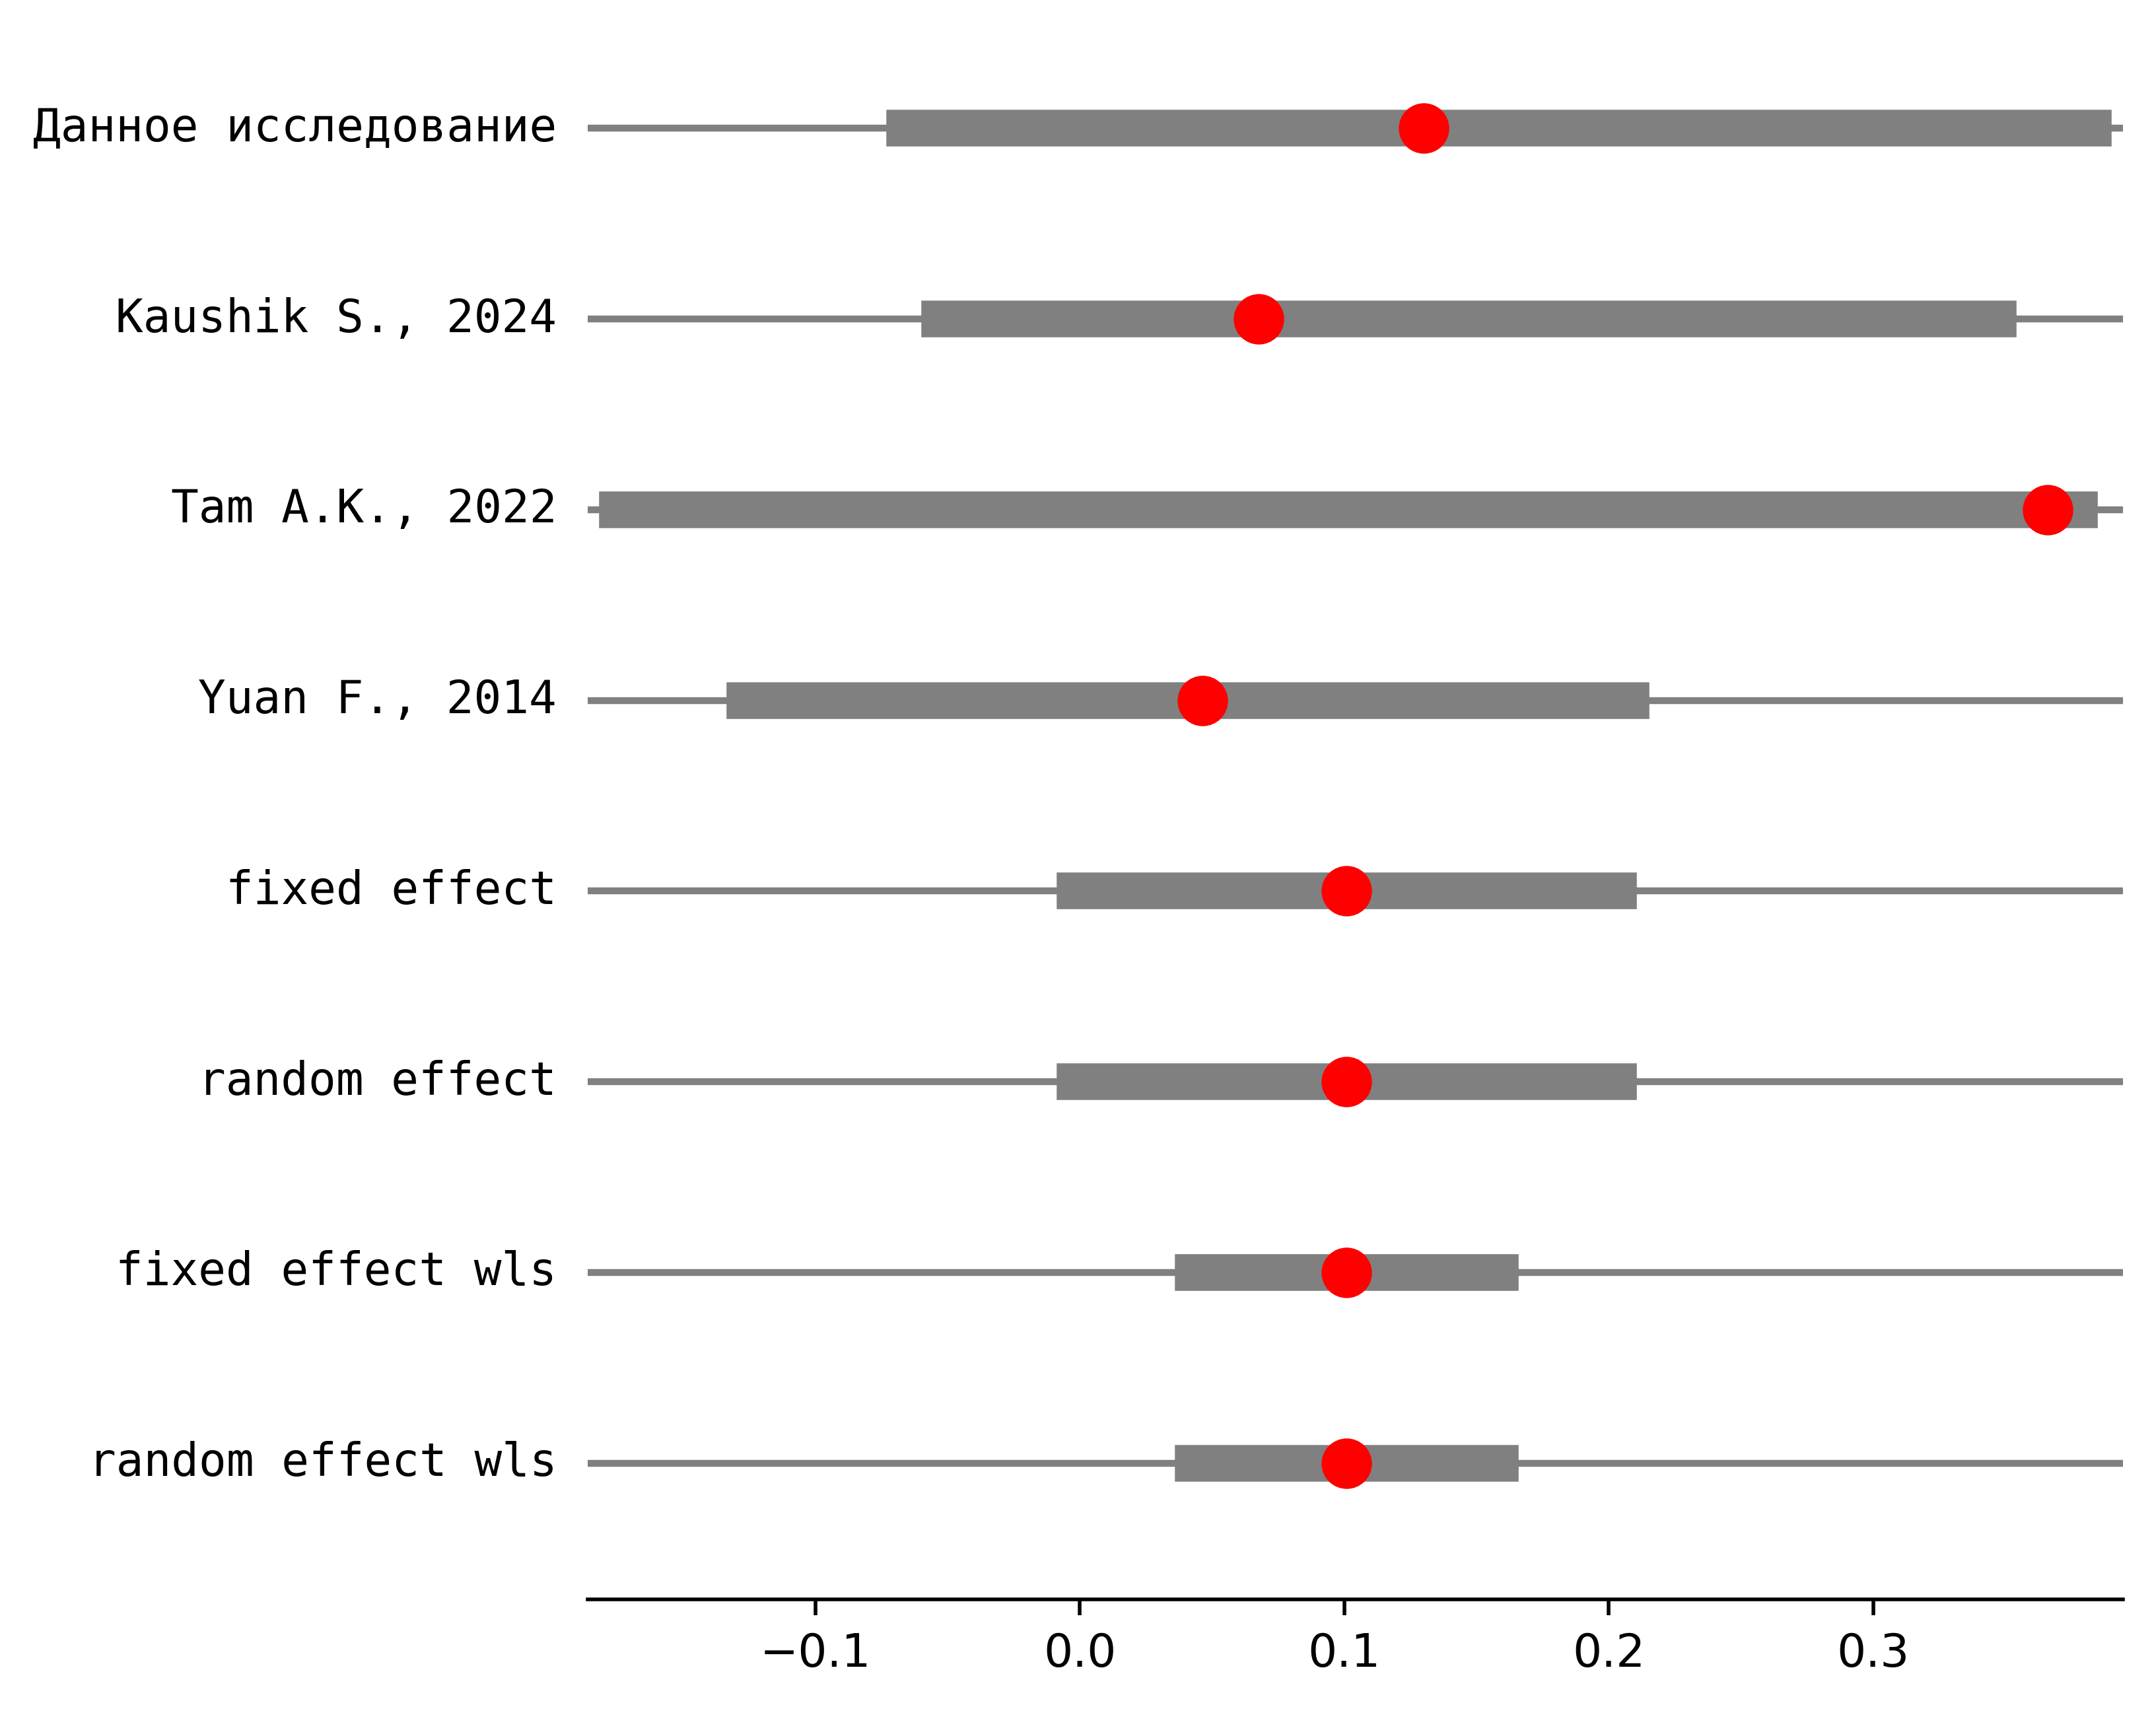 Данное исследование
Kaushik S., 2024
Tam A.K., 2022
Yuan F., 2014
fixed effect
random effect
fixed effect wls
random effect wls
−0.1 0.0 0.1 0.2 0.3